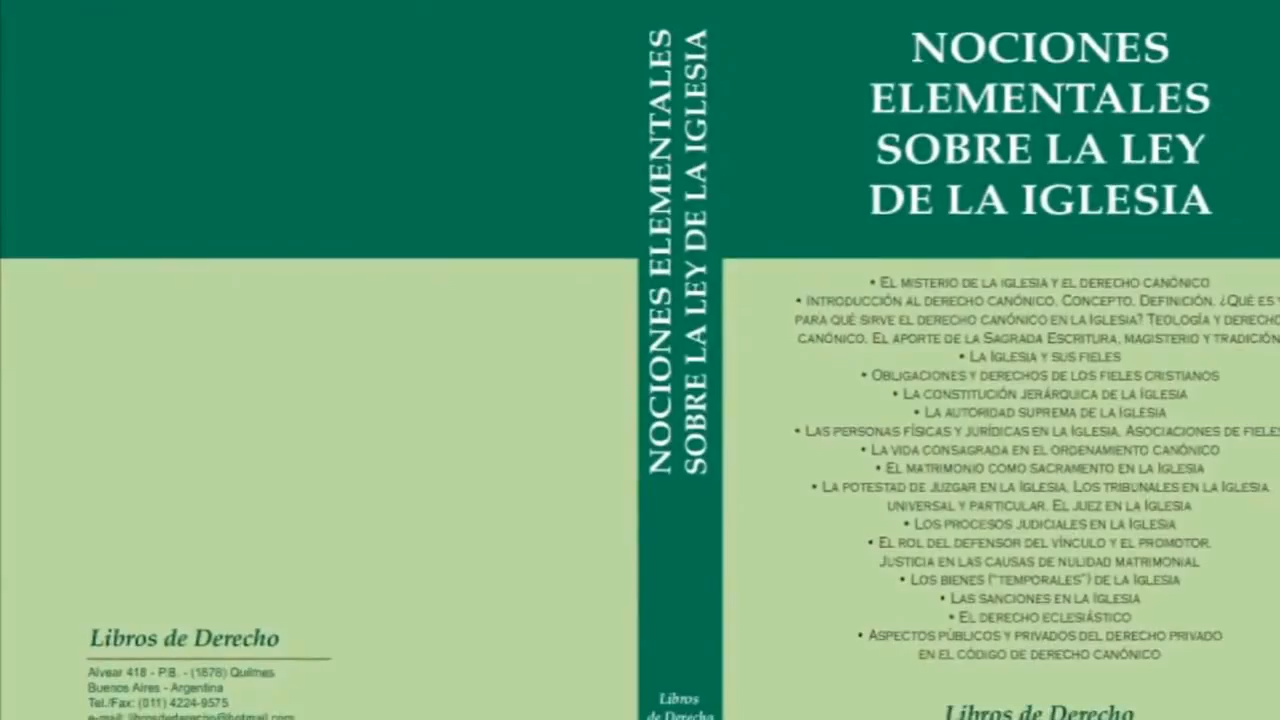 NOCIONES
ELEMENTALES
SOBRE LA LEY
DE LA IGLESIA
• EL MISTERIO DE LA IGLESIA Y EL DERECHO CANÓNICO
• INTRODUCCIÓN AL DERECHO CANÓNICO. CONCEPTO. DEFINICIÓN. ¿QUÉ ES Y
PARA QUÉ SIRVE EL DERECHO CANÓNICO EN LA IGLESIA? TEOLOGÍA Y DERECHO
CANÓNICO. EL APORTE DE LA SAGRADA ESCRITURA, MAGISTERIO Y TRADICIÓN
• LA IGLESIA Y SUS FIELES
• OBLIGACIONES Y DERECHOS DE LOS FIELES CRISTIANOS
• LA CONSTITUCIÓN JERÁRQUICA DE LA IGLESIA
• LA AUTORIDAD SUPREMA DE LA IGLESIA
• LAS PERSONAS FÍSICAS Y JURÍDICAS EN LA IGLESIA. ASOCIACIONES DE FIELES
• LA VIDA CONSAGRADA EN EL ORDENAMIENTO CANÓNICO
• EL MATRIMONIO COMO SACRAMENTO EN LA IGLESIA
• LA POTESTAD DE JUZGAR EN LA IGLESIA. LOS TRIBUNALES EN LA IGLESIA
UNIVERSAL Y PARTICULAR. EL JUEZ EN LA IGLESIA
• LOS PROCESOS JUDICIALES EN LA IGLESIA
• EL ROL DEL DEFENSOR DEL VÍNCULO Y EL PROMOTOR
JUSTICIA EN LAS CAUSAS DE NULIDAD MATRIMONIAL
• LOS BIENES ("TEMPORALES") DE LA IGLESIA
• LAS SANCIONES EN LA IGLESIA
• EL DERECHO ECLESIÁSTICO
• ASPECTOS PÚBLICOS Y PRIVADOS DEL DERECHO PRIVADO
EN EL CÓDIGO DE DERECHO CANÓNICO
Libros de Derecho
NOCIONES ELEMENTALES
SOBRE LA LEY DE LA IGLESIA
Libros
de Derecho
Libros de Derecho
Alvear 418 - P.B. - (1878) Quilmes
Buenos Aires - Argentina
Tel./Fax: (011) 4224-9575
e-mail: librosdederecho@hotmail.com